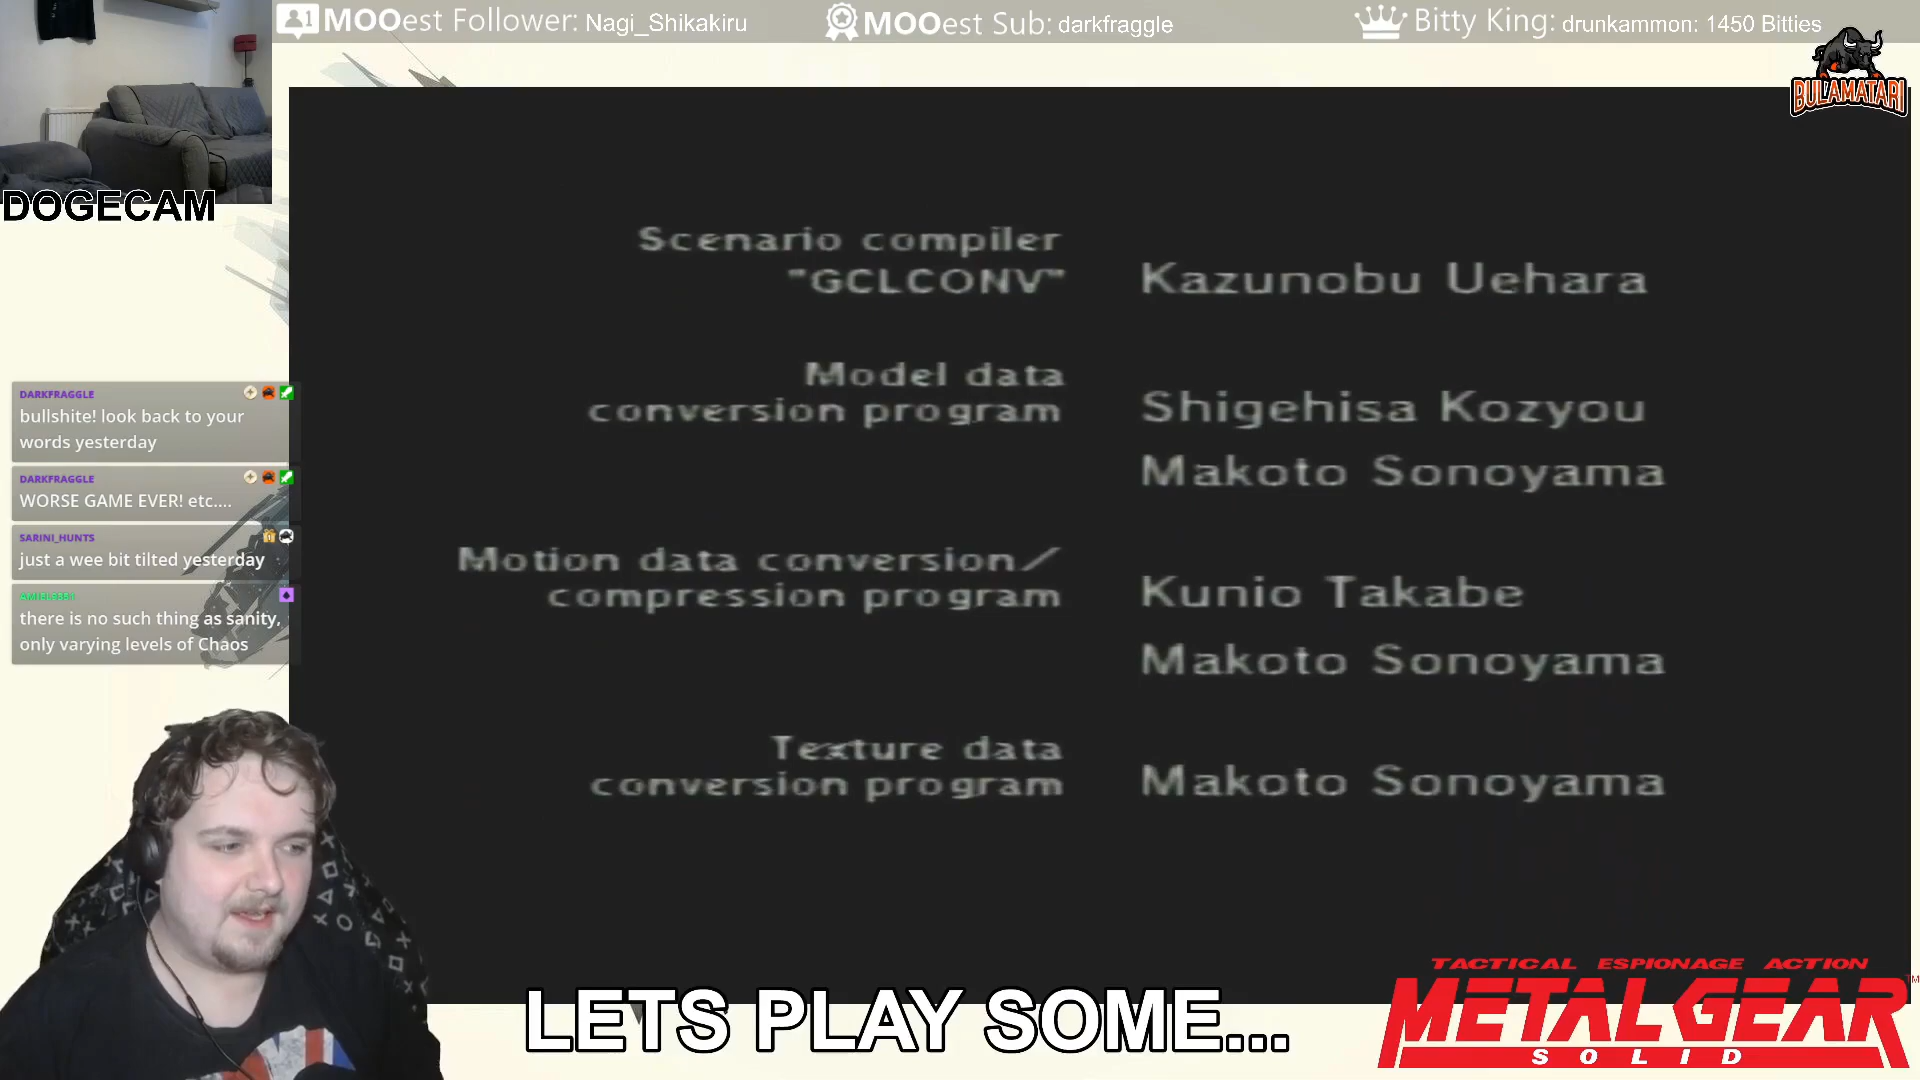 MOOest Follower: Nagi_Shikakiru
MOOest Sub: darkfraggle
Bitty King: drunkammon: 1450 Bitties
BULAMATARI
DOGECAM
Scenario compiler
"GCLCONV" Kazunobu Uehara
Model data
conversion program Shigehisa Kozyou
Makoto Sonoyama
Motion data conversion/
compression program Kunio Takabe
Makoto Sonoyama
Texture data
conversion program Makoto Sonoyama
DARKFRAGGLE
bullshite! look back to your
words yesterday
DARKFRAGGLE
WORSE GAME EVER! etc....
SARINI_HUNTS
just a wee bit tilted yesterday
there is no such thing as sanity,
only varying levels of Chaos
LETS PLAY SOME...
TACTICAL ESPIONAGE ACTION
METAL GEAR
SOLID
TM